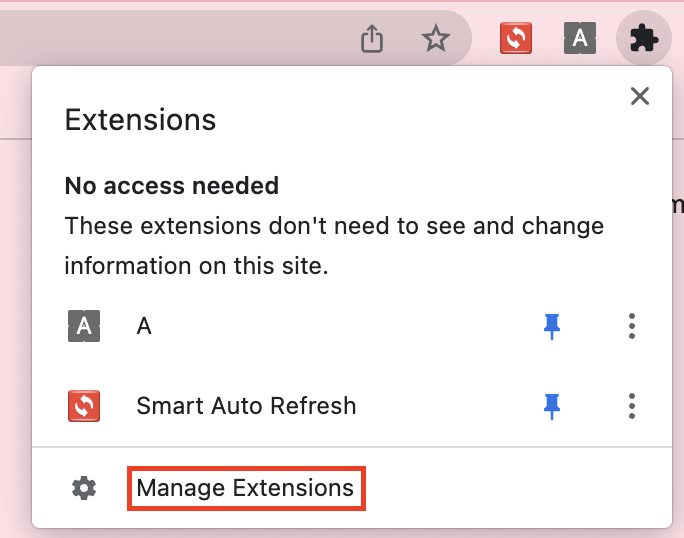 A
Extensions
No access needed
These extensions don't need to see and change
information on this site.
A A
Smart Auto Refresh
Manage Extensions